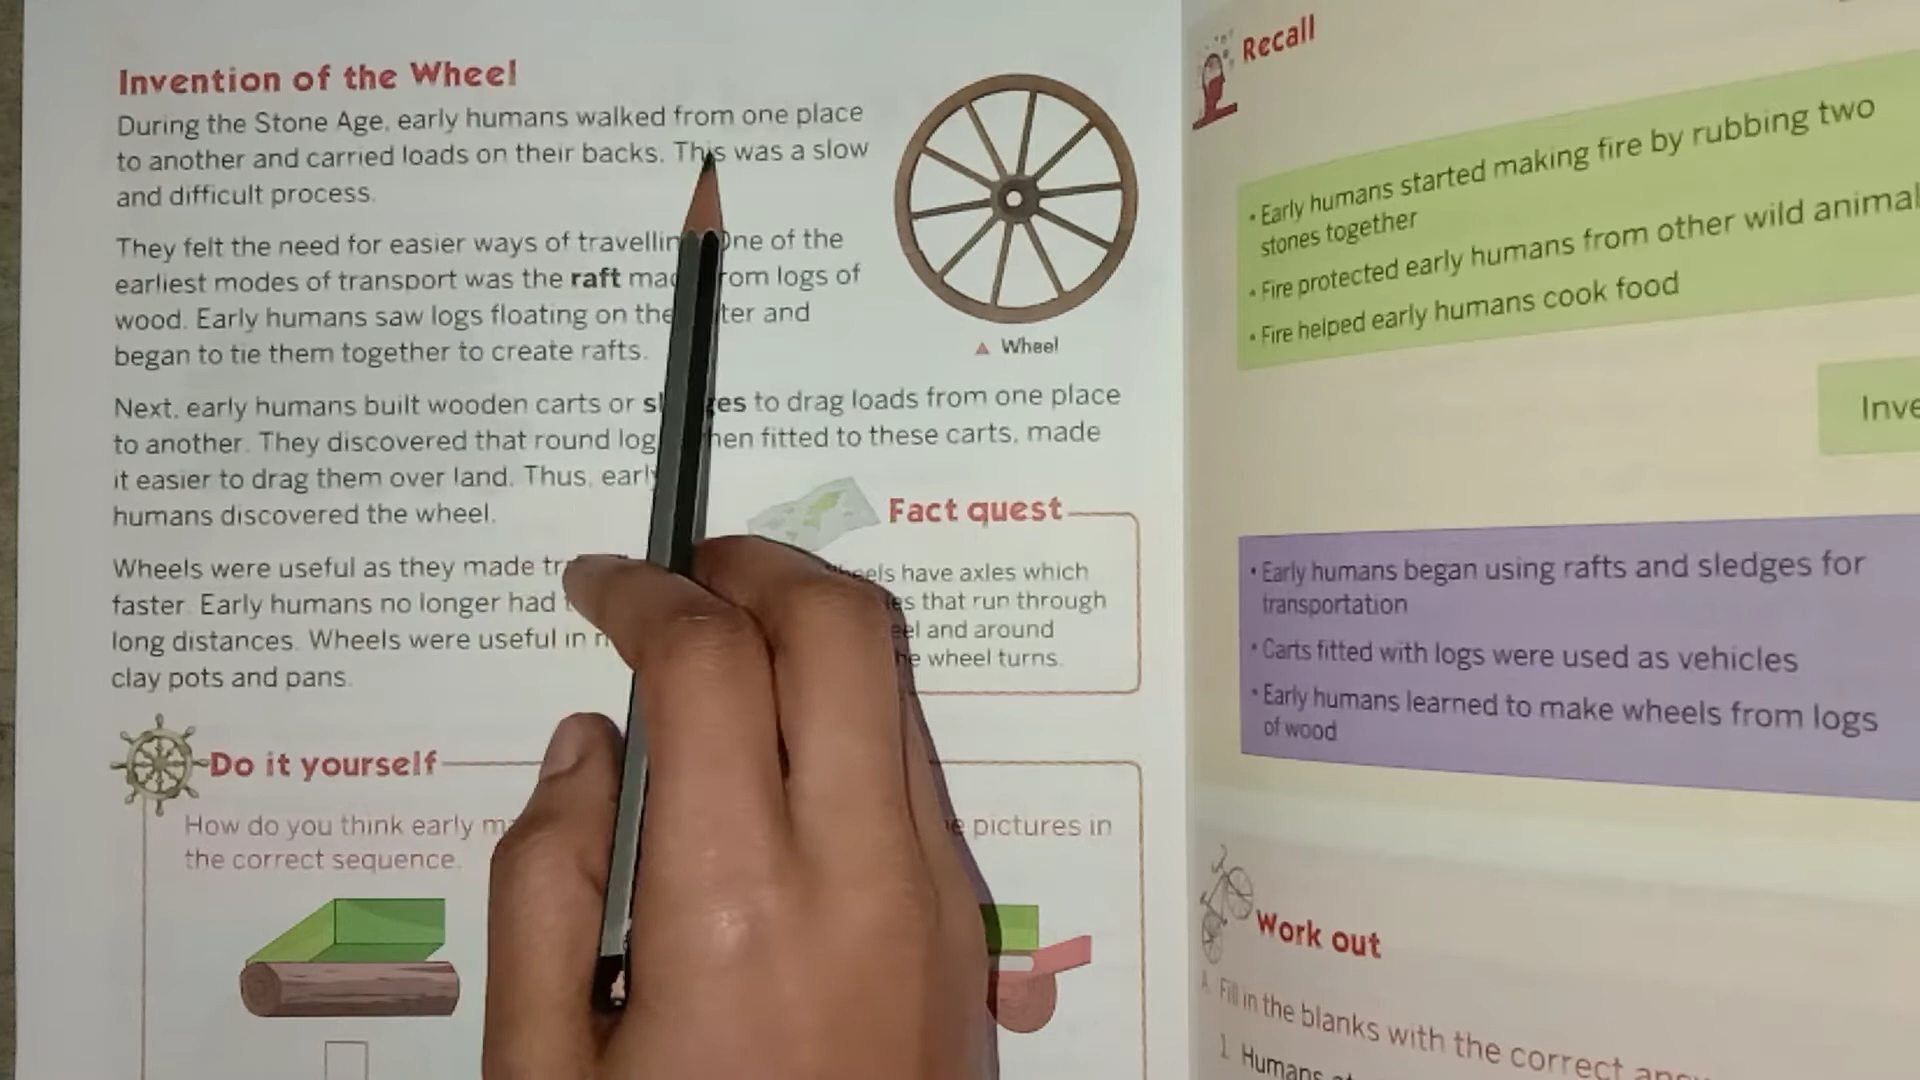 Invention of the Wheel
During the Stone Age, early humans walked from one place
to another and carried loads on their backs. This was a slow
and difficult process.
They felt the need for easier ways of One of the
earliest modes of transport was the raft from logs of
wood. Early humans saw logs floating on the and
began to tie them together to create rafts.
Next, early humans built wooden carts or to drag loads from one place
to another. They discovered that round fitted to these carts, made
it easier to drag them over land. Thus, early
humans discovered the wheel.
Wheels were useful as they made
faster. Early humans no longer had
long distances. Wheels were useful in
clay pots and pans.
▲ Wheel
Fact quest
have axles which
that run through
and around
wheel turns.
Do it yourself
How do you think early pictures in
the correct sequence.
Recall
• Early humans started making fire by rubbing two
stones together
• Fire protected early humans from other wild
• Fire helped early humans cook food
• Early humans began using rafts and sledges for
transportation
• Carts fitted with logs were used as vehicles
• Early humans learned to make wheels from logs
of wood
Work out
A. Fill in the blanks with the correct
1. Humans